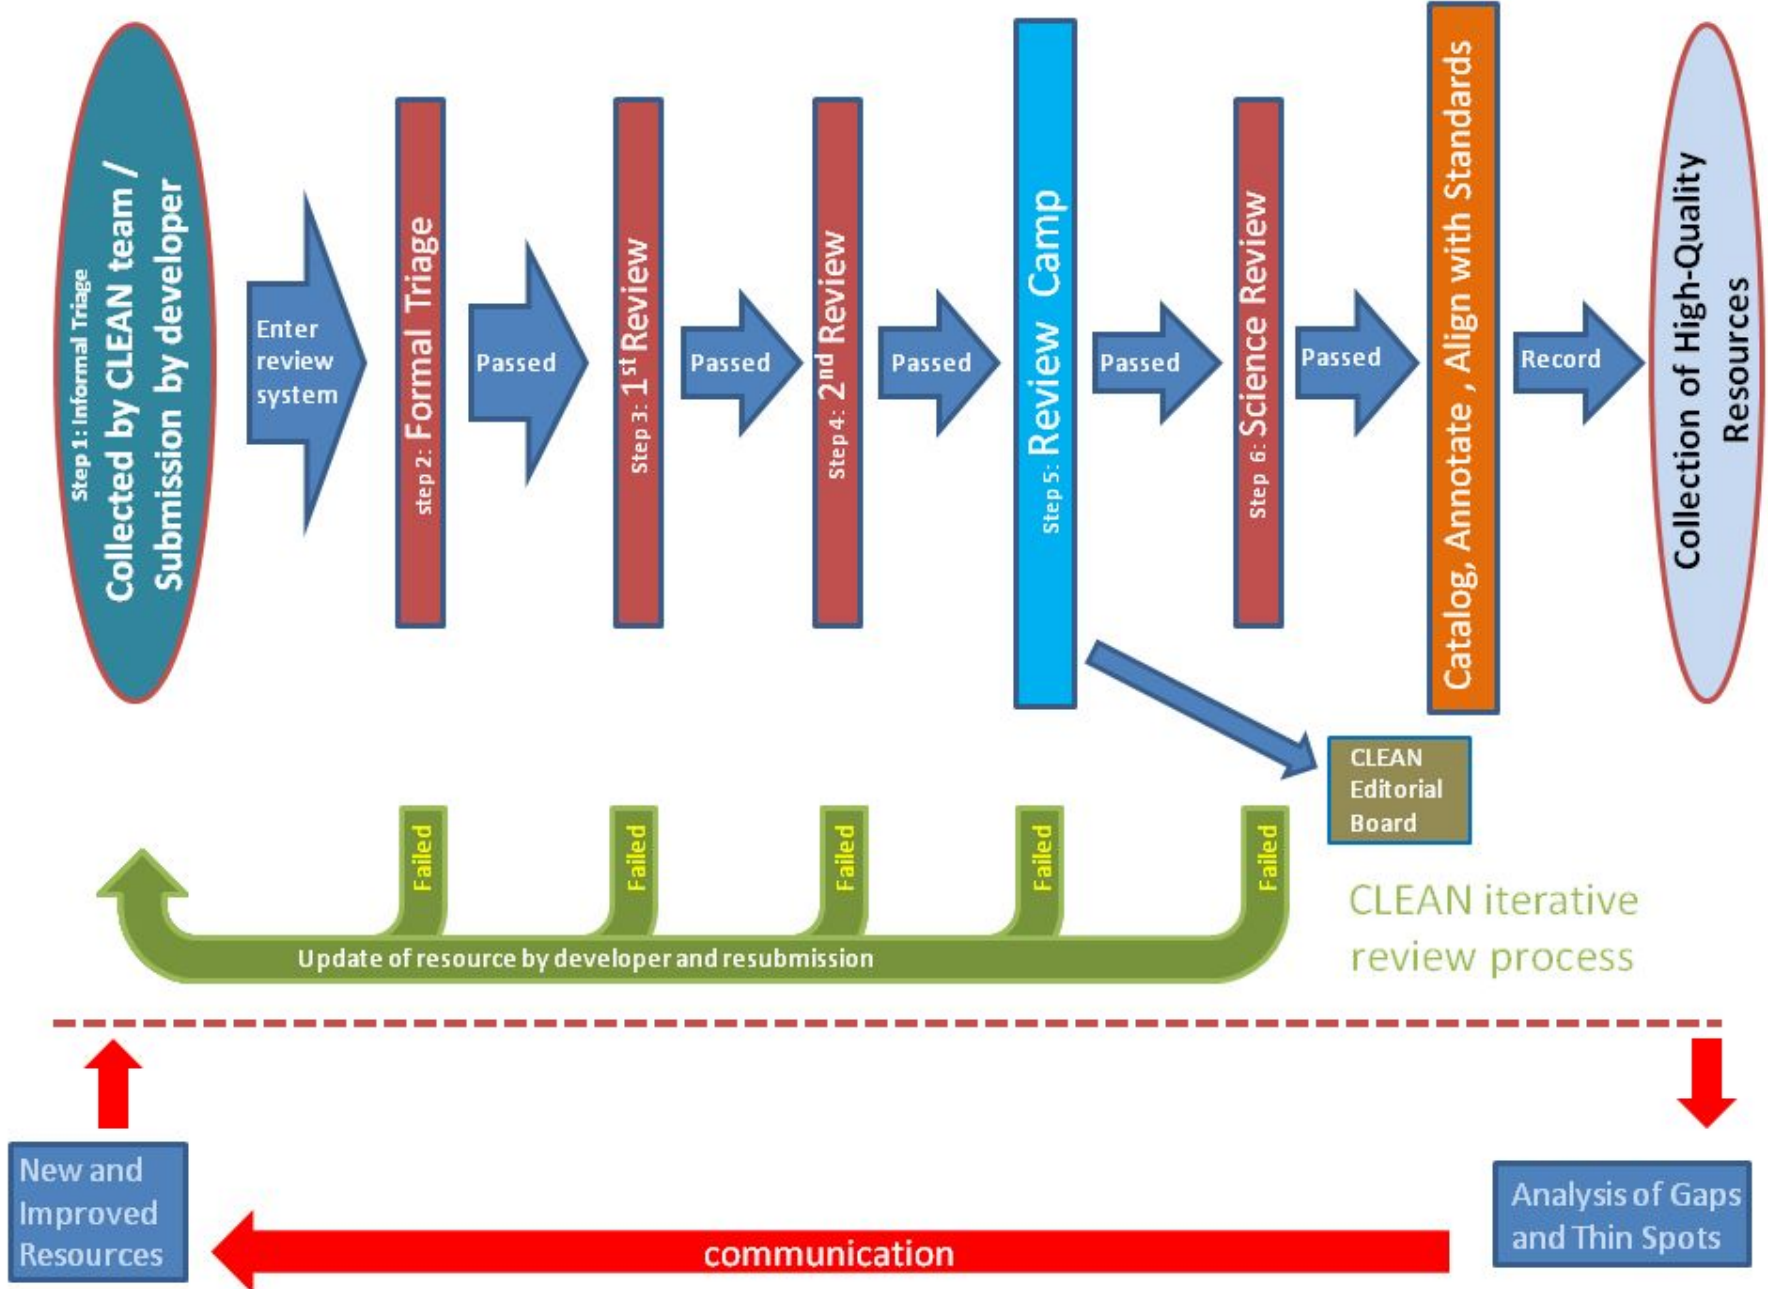 Step 1: Informal Triage
Collected by CLEAN team /
Submission by developer
Enter
review
system
step 2: Formal Triage
Passed
Step 3: 1st Review
Passed
Step 4: 2nd Review
Passed
Step 5: Review Camp
Passed
Step 6: Science Review
Passed
Catalog, Annotate , Align with Standards
Record
Collection of High-Quality
Resources
CLEAN
Editorial
Board
Failed
Failed
Failed
Failed
Failed
Update of resource by developer and resubmission
CLEAN iterative
review process
New and
Improved
Resources
communication
Analysis of Gaps
and Thin Spots